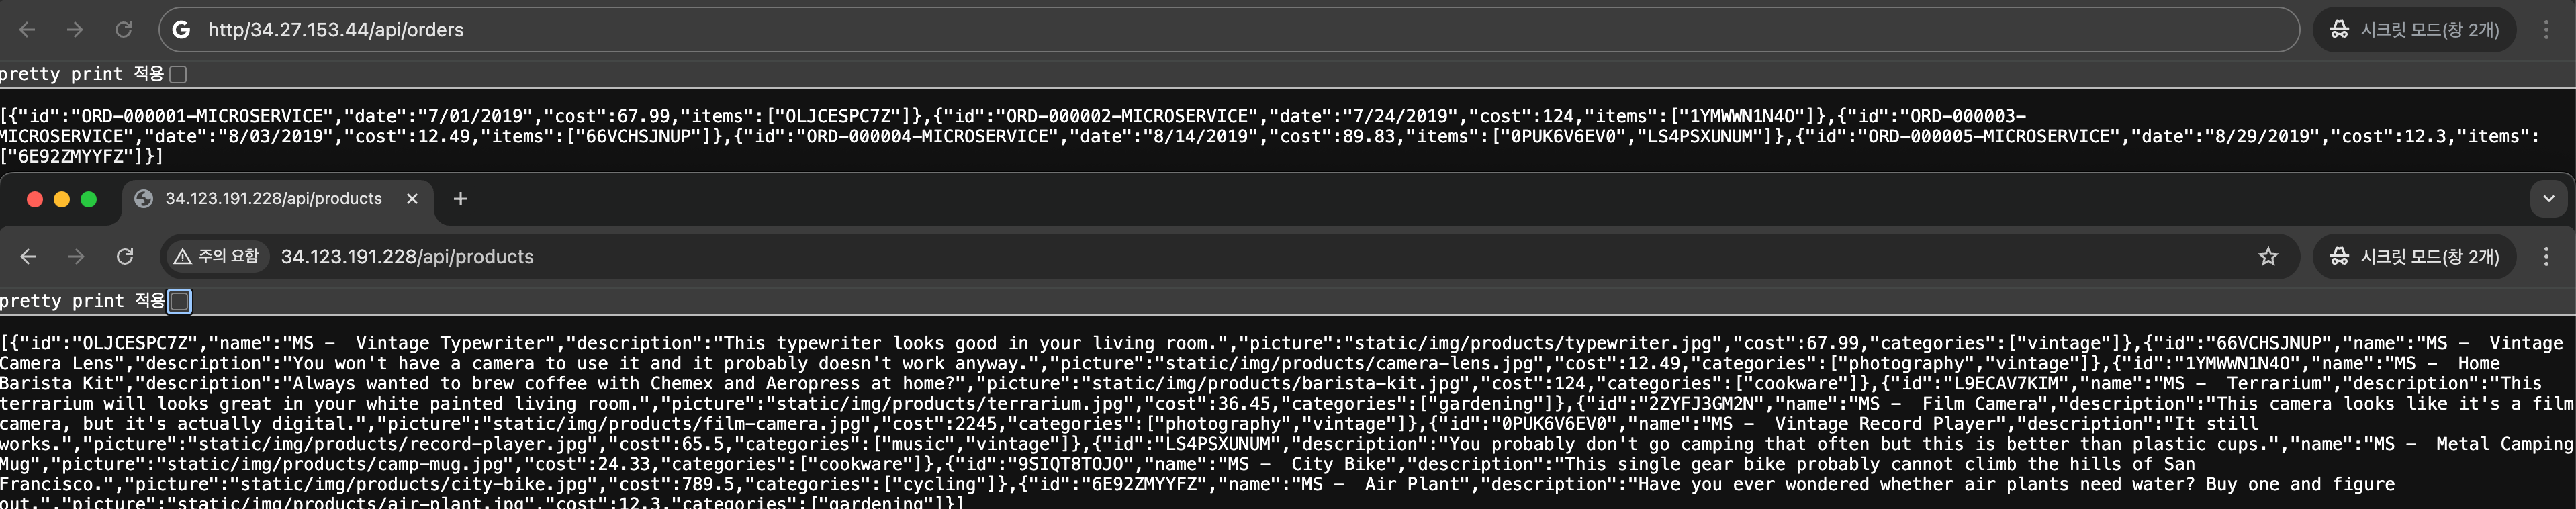 http/34.27.153.44/api/orders
시크릿 모드(창 2개)
pretty print 적용
[{"id":"ORD-000001-MICROSERVICE","date":"7/01/2019","cost":67.99,"items":["OLJCESPC7Z"]},{"id":"ORD-000002-MICROSERVICE","date":"7/24/2019","cost":124,"items":["1YMWWN1N4O"]},{"id":"ORD-000003-
MICROSERVICE","date":"8/03/2019","cost":12.49,"items":["66VCHSJNUP"]},{"id":"ORD-000004-MICROSERVICE","date":"8/14/2019","cost":89.83,"items":["0PUK6V6EV0","LS4PSXUNUM"]},{"id":"ORD-000005-MICROSERVICE","date":"8/29/2019","cost":12.3,"items":
["6E92ZMYYFZ"]}]
34.123.191.228/api/products
주의 요함
34.123.191.228/api/products
시크릿 모드(창 2개)
pretty print 적용
[{"id":"OLJCESPC7Z","name":"MS -  Vintage Typewriter","description":"This typewriter looks good in your living room.","picture":"static/img/products/typewriter.jpg","cost":67.99,"categories":["vintage"]},{"id":"66VCHSJNUP","name":"MS -  Vintage
Camera Lens","description":"You won't have a camera to use it and it probably doesn't work anyway.","picture":"static/img/products/camera-lens.jpg","cost":12.49,"categories":["photography","vintage"]},{"id":"1YMWWN1N4O","name":"MS -  Home
Barista Kit","description":"Always wanted to brew coffee with Chemex and Aeropress at home?","picture":"static/img/products/barista-kit.jpg","cost":124,"categories":["cookware"]},{"id":"L9ECAV7KIM","name":"MS -  Terrarium","description":"This
terrarium will looks great in your white painted living room.","picture":"static/img/products/terrarium.jpg","cost":36.45,"categories":["gardening"]},{"id":"2ZYFJ3GM2N","name":"MS -  Film Camera","description":"This camera looks like it's a film
camera, but it's actually digital.","picture":"static/img/products/film-camera.jpg","cost":2245,"categories":["photography","vintage"]},{"id":"0PUK6V6EV0","name":"MS -  Vintage Record Player","description":"It still
works.","picture":"static/img/products/record-player.jpg","cost":65.5,"categories":["music","vintage"]},{"id":"LS4PSXUNUM","description":"You probably don't go camping that often but this is better than plastic cups.","name":"MS -  Metal Camping
Mug","picture":"static/img/products/camp-mug.jpg","cost":24.33,"categories":["cookware"]},{"id":"9SIQT8TOJO","name":"MS -  City Bike","description":"This single gear bike probably cannot climb the hills of San
Francisco.","picture":"static/img/products/city-bike.jpg","cost":789.5,"categories":["cycling"]},{"id":"6E92ZMYYFZ","name":"MS -  Air Plant","description":"Have you ever wondered whether air plants need water? Buy one and figure
out.","picture":"static/img/products/air-plant.jpg","cost":12.3,"categories":["gardening"]}]